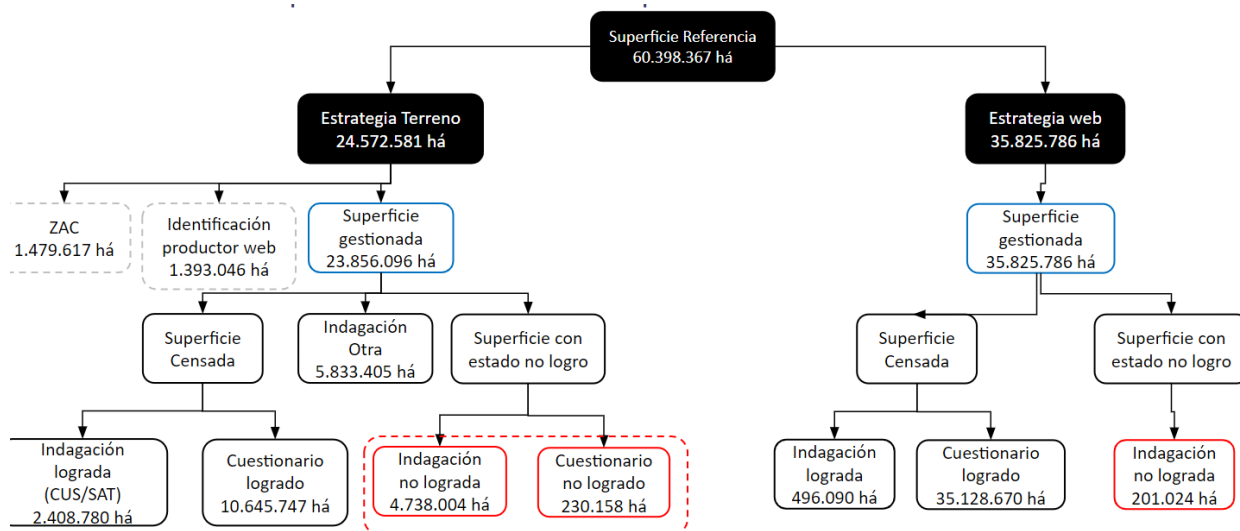 Superficie Referencia
60.398.367 há
Estrategia Terreno
24.572.581 há
Estrategia web
35.825.786 há
ZAC
1.479.617 há
Identificación
productor web
1.393.046 há
Superficie
gestionada
23.856.096 há
Superficie
gestionada
35.825.786 há
Superficie
Censada
Indagación
Otra
5.833.405 há
Superficie con
estado no logro
Superficie
Censada
Superficie con
estado no logro
Indagación
lograda
(CUS/SAT)
2.408.780 há
Cuestionario
logrado
10.645.747 há
Indagación
no lograda
4.738.004 há
Cuestionario
no logrado
230.158 há
Indagación
lograda
496.090 há
Cuestionario
logrado
35.128.670 há
Indagación
no lograda
201.024 há